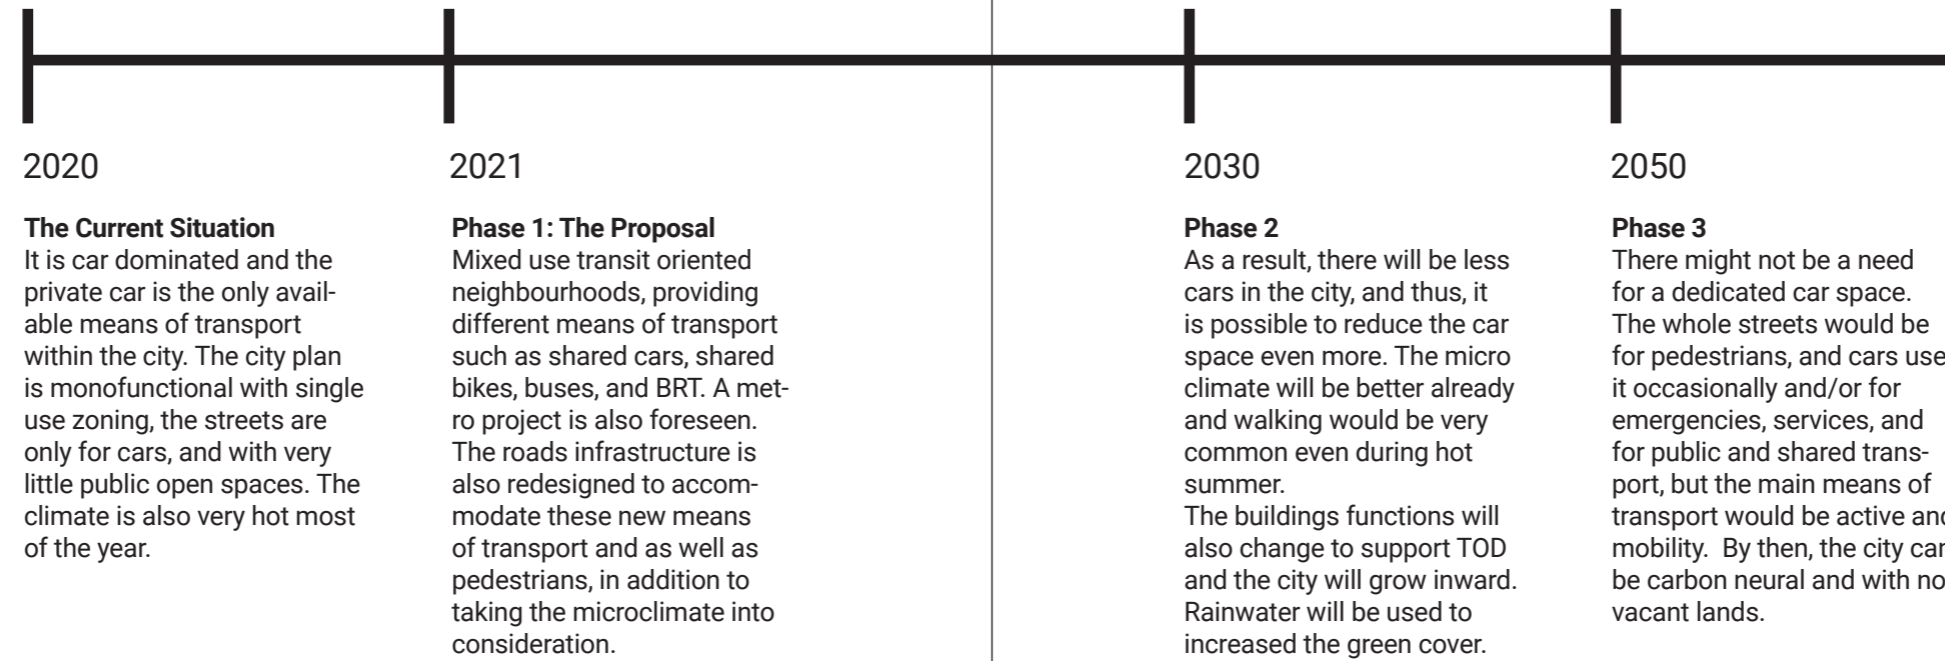 2020
The Current Situation
It is car dominated and the
private car is the only avail-
able means of transport
within the city. The city plan
is monofunctional with single
use zoning, the streets are
only for cars, and with very
little public open spaces. The
climate is also very hot most
of the year.
2021
Phase 1: The Proposal
Mixed use transit oriented
neighbourhoods, providing
different means of transport
such as shared cars, shared
bikes, buses, and BRT. A met-
ro project is also foreseen.
The roads infrastructure is
also redesigned to accom-
modate these new means
of transport and as well as
pedestrians, in addition to
taking the microclimate into
consideration.
2030
Phase 2
As a result, there will be less
cars in the city, and thus, it
is possible to reduce the car
space even more. The micro
climate will be better already
and walking would be very
common even during hot
summer.
The buildings functions will
also change to support TOD
and the city will grow inward.
Rainwater will be used to
increased the green cover.
2050
Phase 3
There might not be a need
for a dedicated car space.
The whole streets would be
for pedestrians, and cars use
it occasionally and/or for
emergencies, services, and
for public and shared trans-
port, but the main means of
transport would be active and
mobility. By then, the city can
be carbon neural and with no
vacant lands.